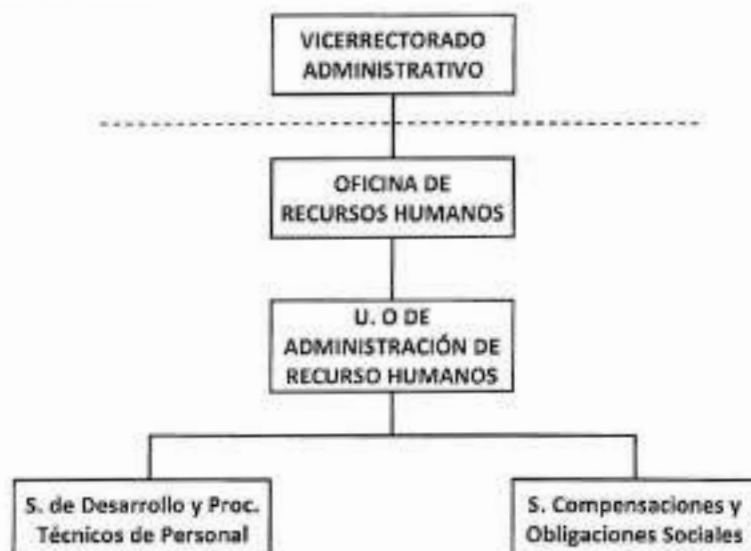 VICERRECTORADO
ADMINISTRATIVO
OFICINA DE
RECURSOS HUMANOS
U. O DE
ADMINISTRACIÓN DE
RECURSO HUMANOS
S. de Desarrollo y Proc.
Técnicos de Personal
S. Compensaciones y
Obligaciones Sociales